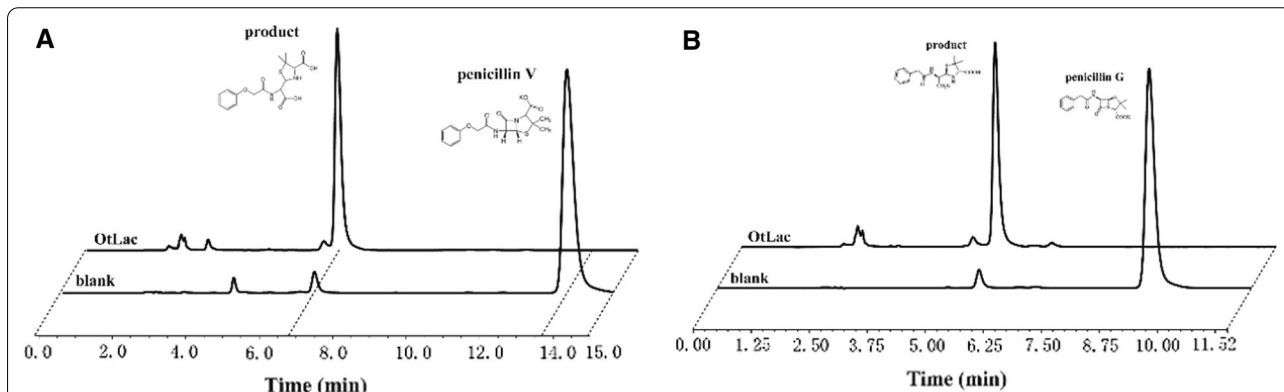 A
product
penicillin V
OtLac
blank
0.0 2.0 4.0 6.0 8.0 10.0 12.0 14.0 15.0
Time (min)
B
product
penicillin G
OtLac
blank
0.00 1.25 2.50 3.75 5.00 6.25 7.50 8.75 10.00 11.52
Time (min)